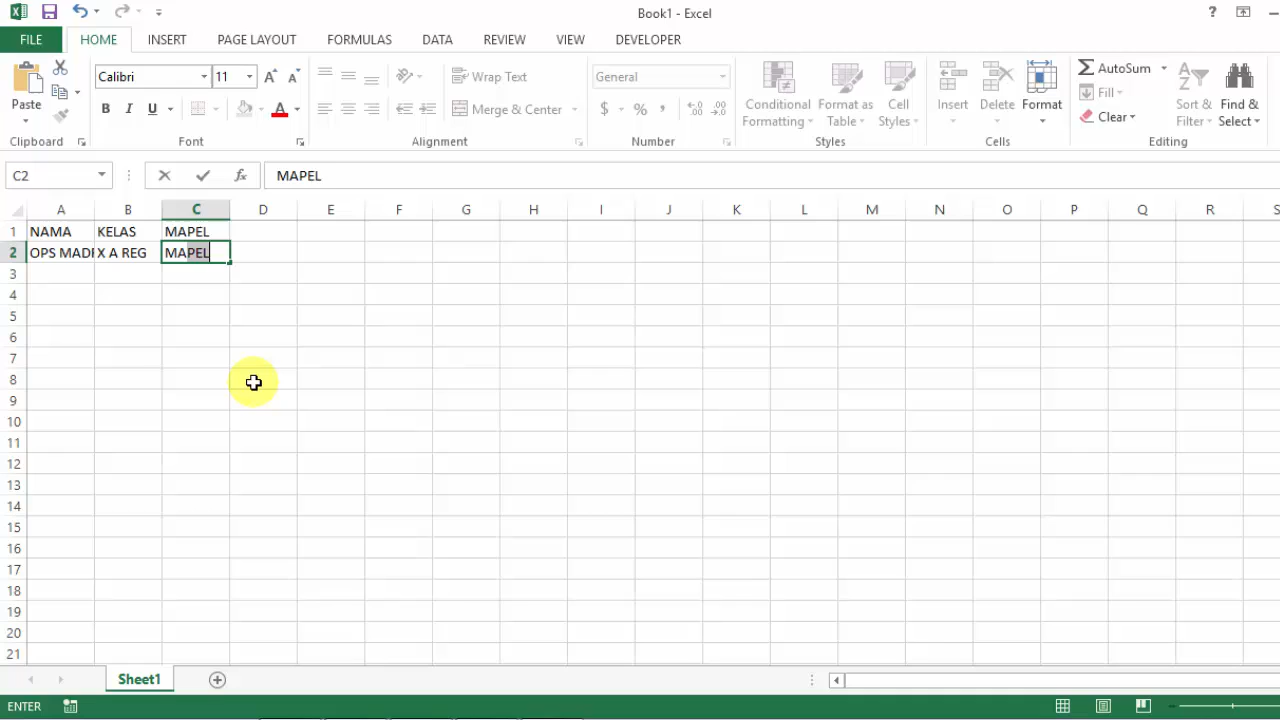 Book1 - Excel
?
FILE HOME INSERT PAGE LAYOUT FORMULAS DATA REVIEW VIEW DEVELOPER
Paste
Clipboard
Calibri 11
B I U A
Font
Wrap Text
Merge & Center
Alignment
General
$ % ,
Number
Conditional Formatting
Format as Table
Cell Styles
Styles
Insert Delete Format
Cells
AutoSum
Fill
Clear
Sort & Filter
Find & Select
Editing
C2 fx MAPEL
A B C D E F G H I J K L M N O P Q R S
1 NAMA KELAS MAPEL
2 OPS MADI X A REG MAPEL
3
4
5
6
7
8
9
10
11
12
13
14
15
16
17
18
19
20
21
Sheet1
ENTER